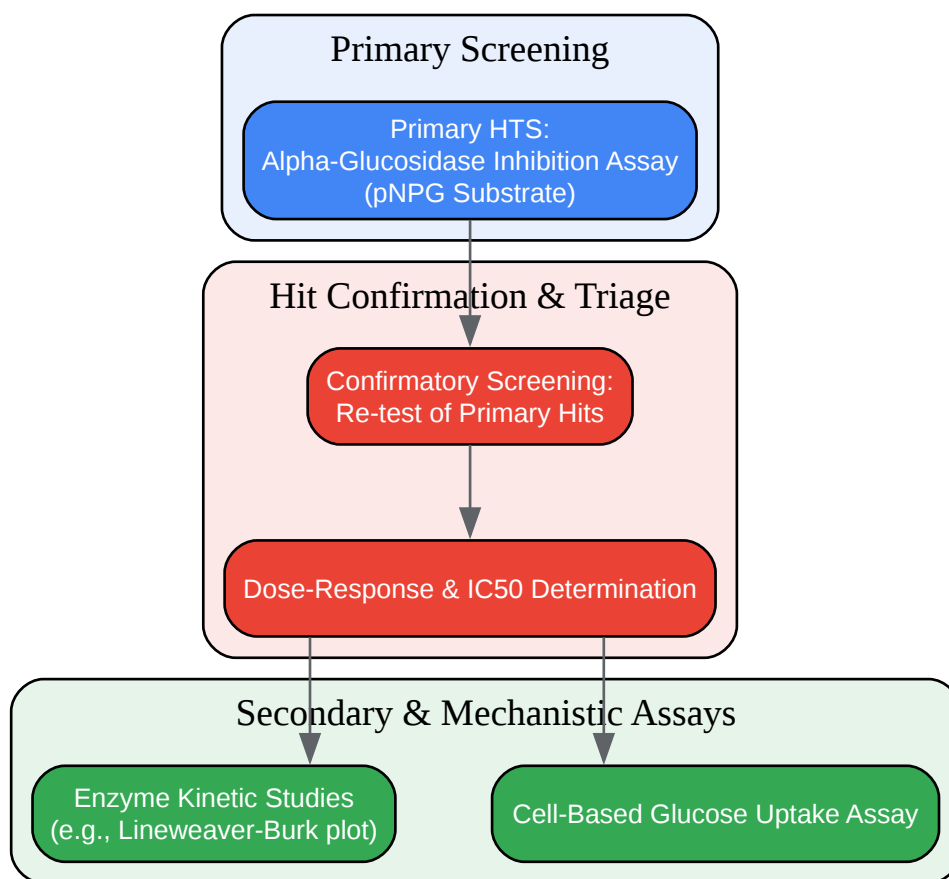 Primary Screening
Primary HTS:
Alpha-Glucosidase Inhibition Assay
(pNPG Substrate)
Hit Confirmation & Triage
Confirmatory Screening:
Re-test of Primary Hits
Dose-Response & IC50 Determination
Secondary & Mechanistic Assays
Enzyme Kinetic Studies
(e.g., Lineweaver-Burk plot)
Cell-Based Glucose Uptake Assay